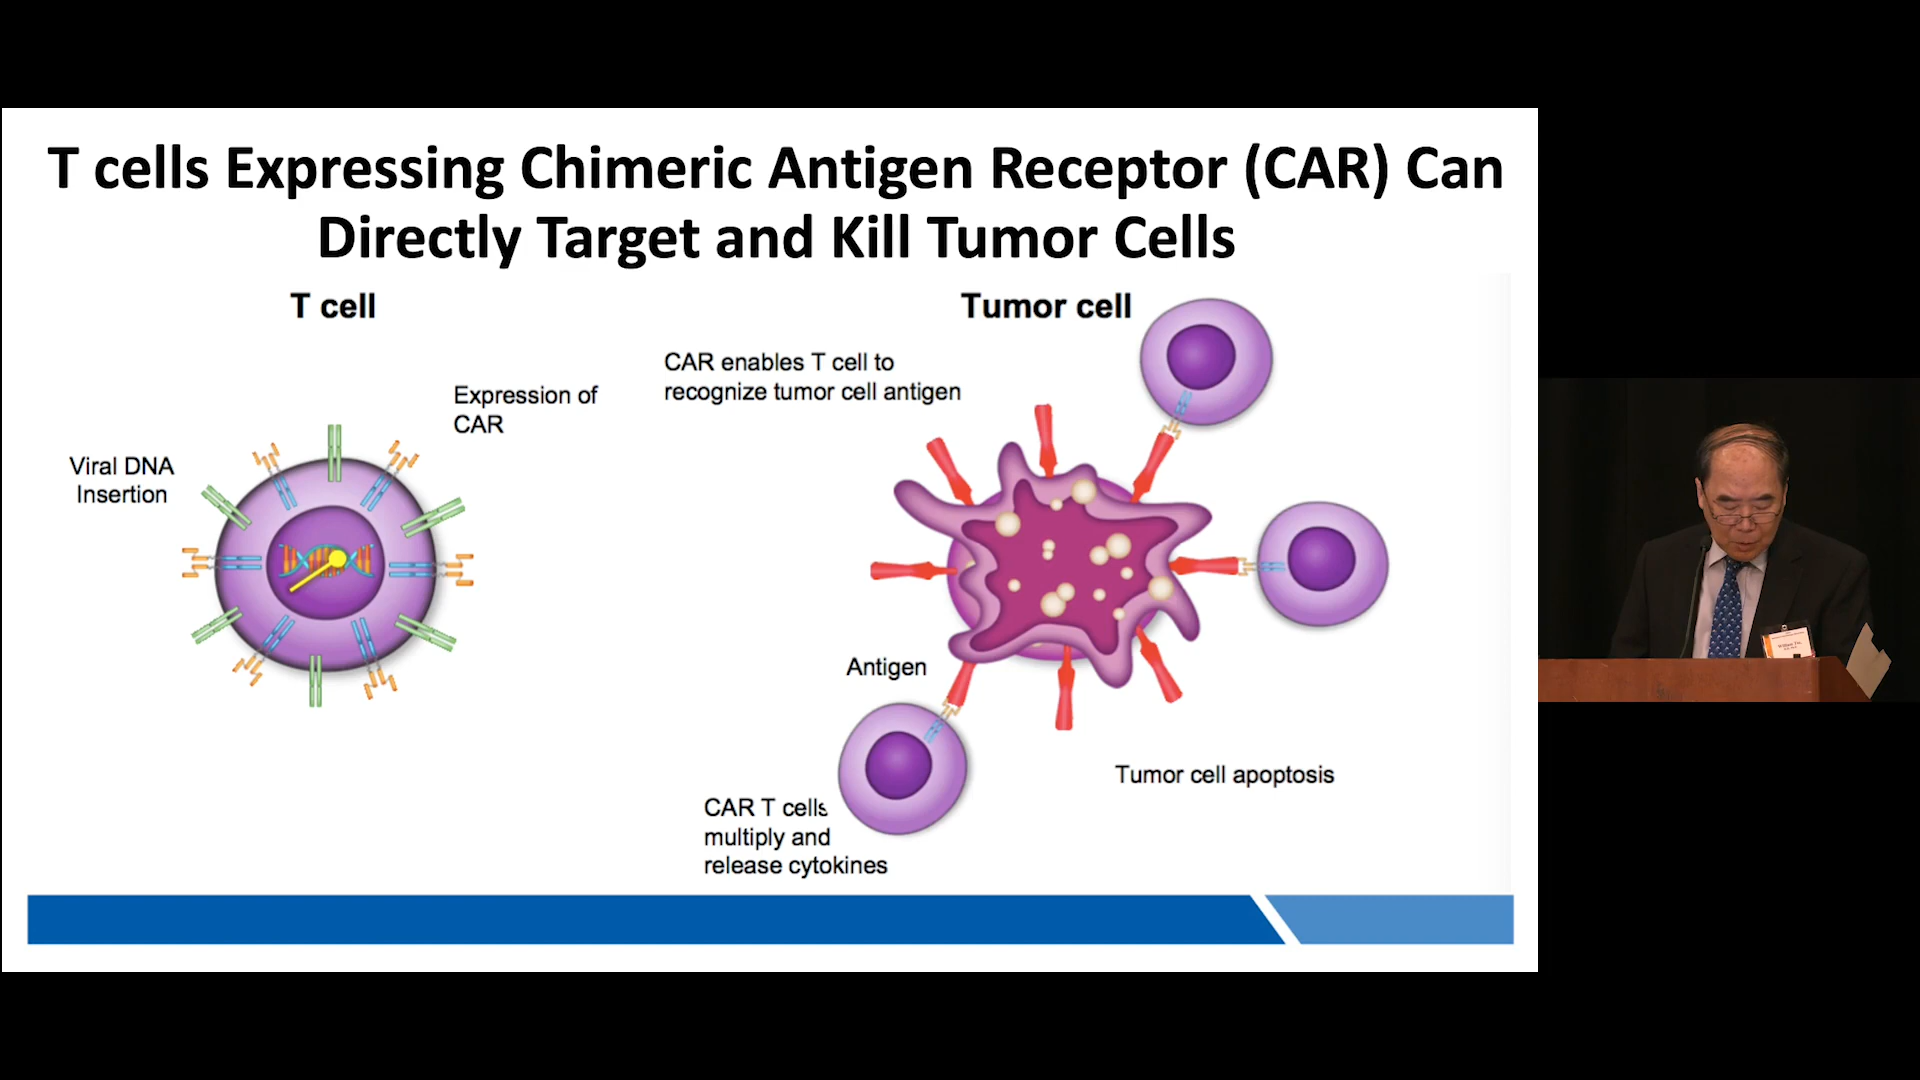 T cells Expressing Chimeric Antigen Receptor (CAR) Can
Directly Target and Kill Tumor Cells
T cell
Tumor cell
CAR enables T cell to
recognize tumor cell antigen
Expression of
CAR
Viral DNA
Insertion
Antigen
Tumor cell apoptosis
CAR T cells
multiply and
release cytokines